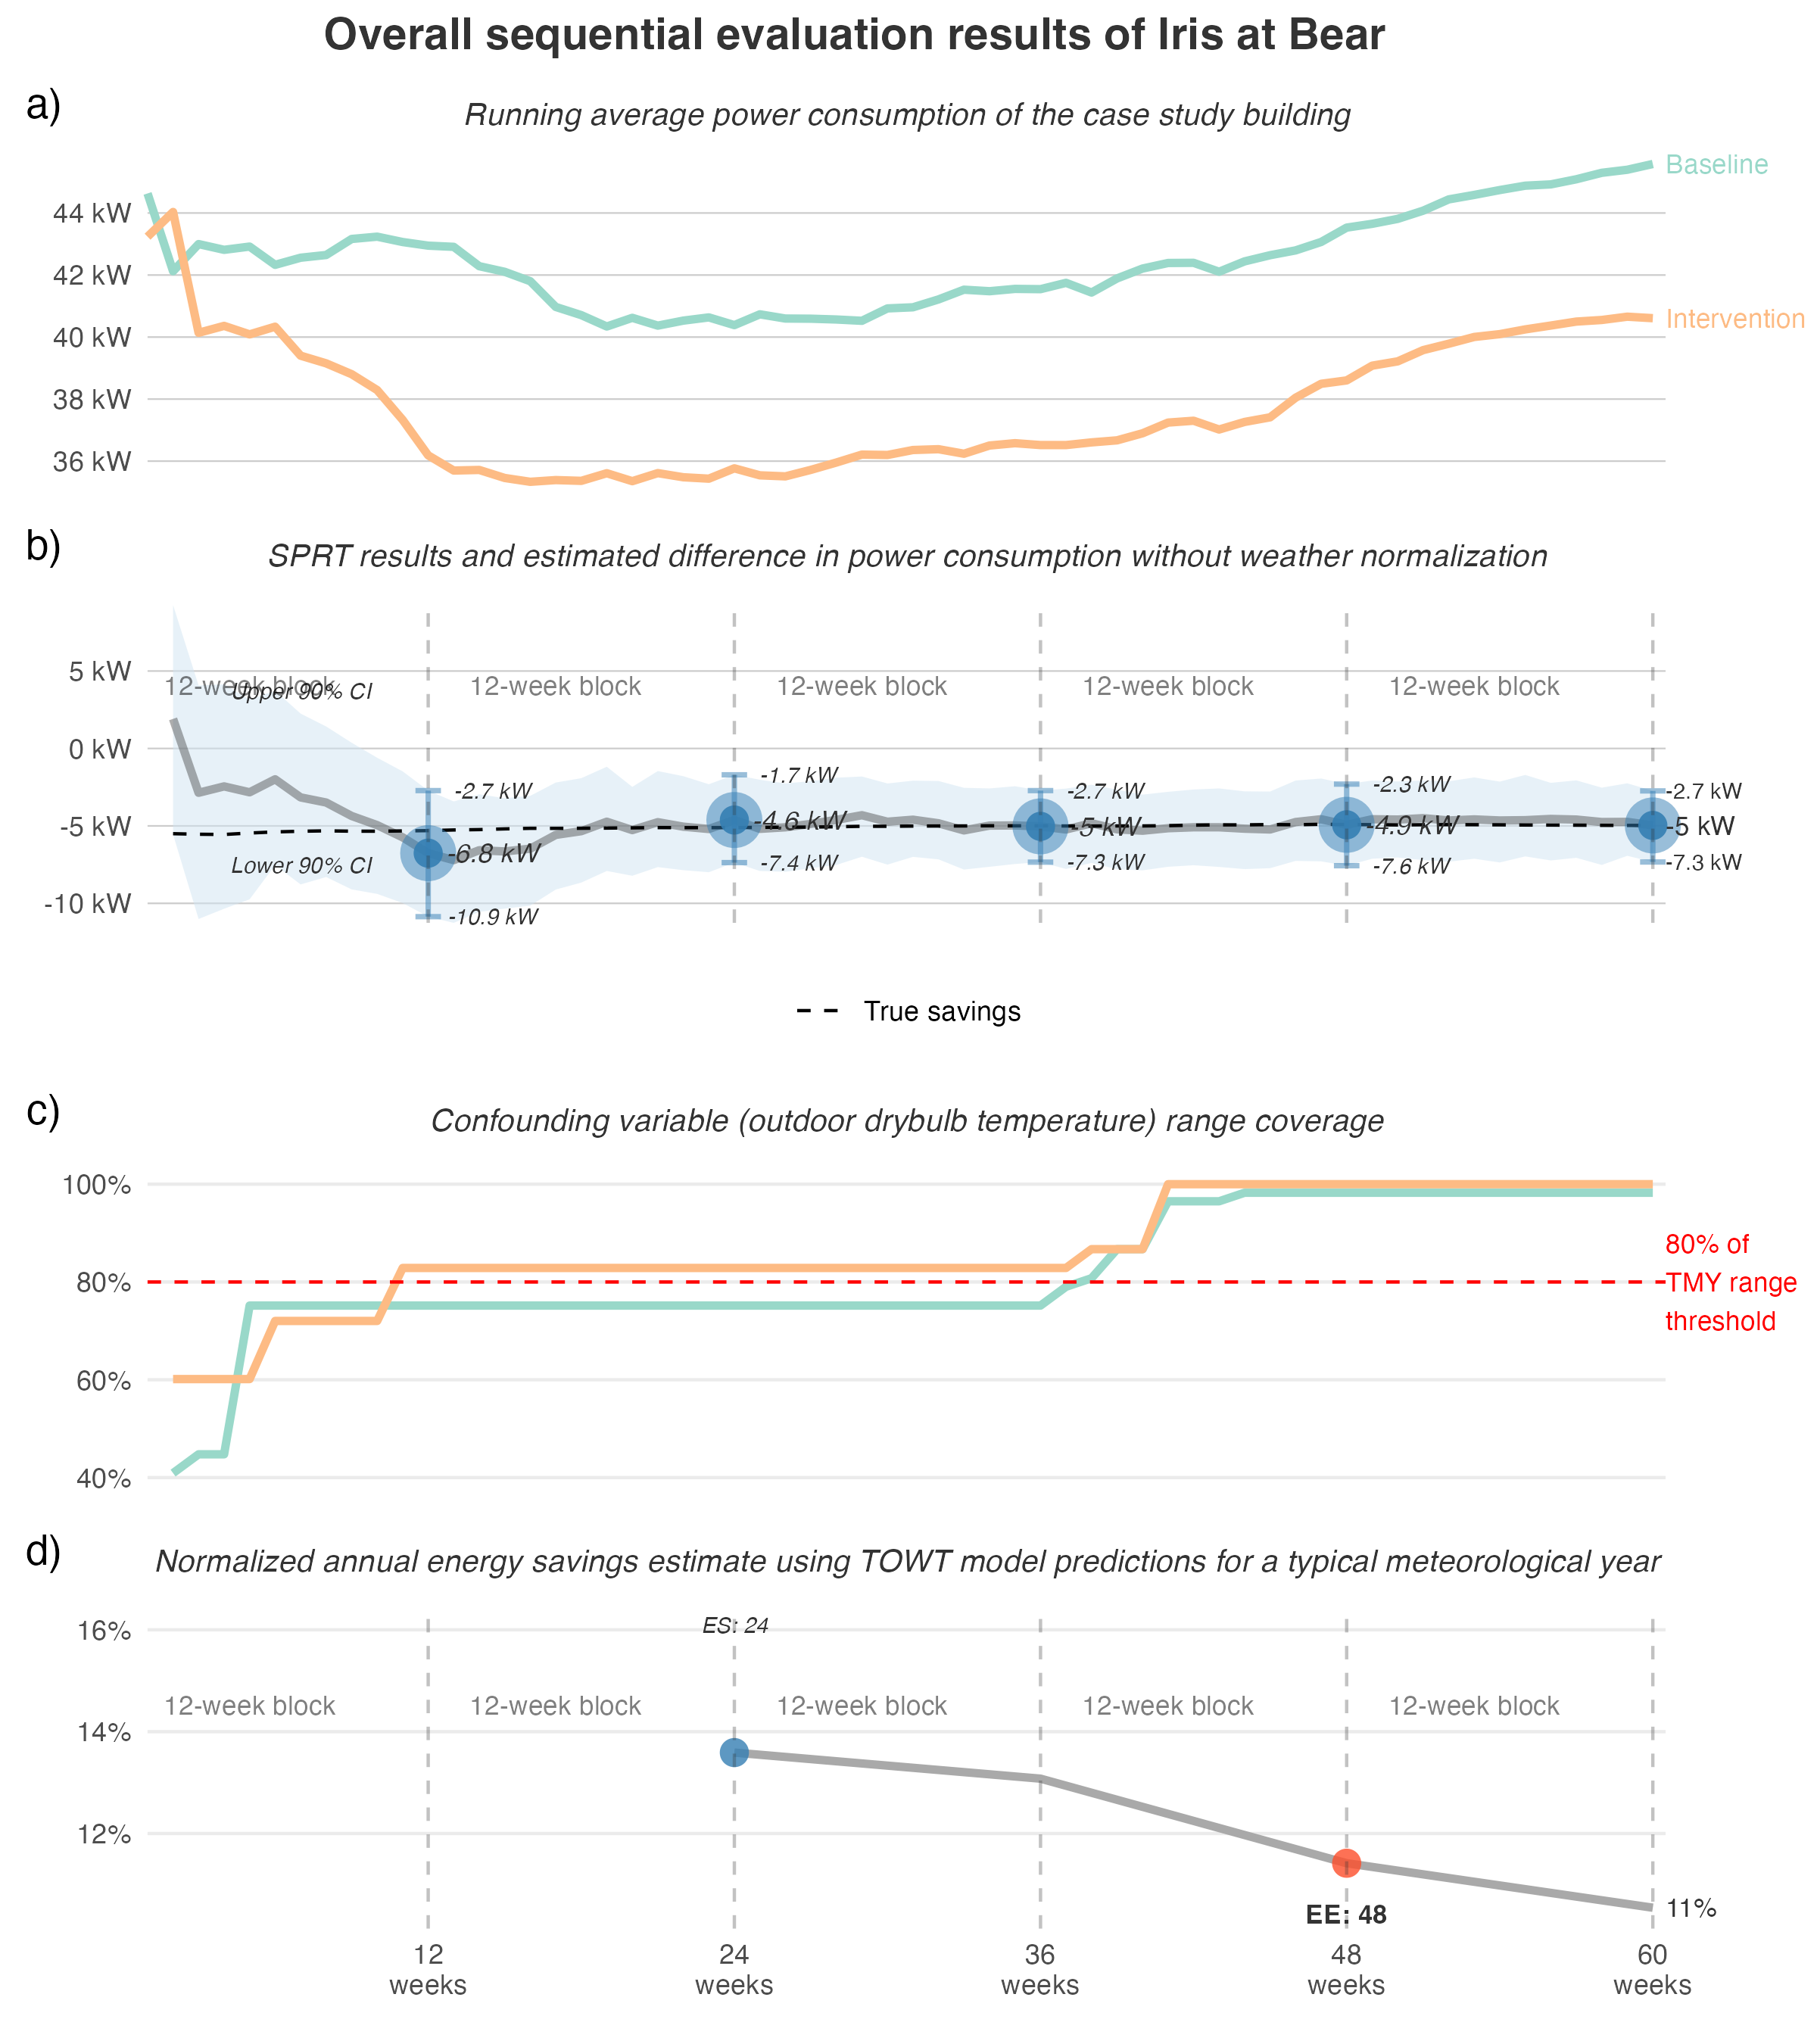 Overall sequential evaluation results of Iris at Bear
a)
Running average power consumption of the case study building
Baseline
44 kW
42 kW
Intervention
40 kW
38 kW
36 kW
b)
SPRT results and estimated difference in power consumption without weather normalization
5 kW
12-week block
Upper 90% CI
12-week block
12-week block
12-week block
12-week block
0 kW
-2.7 kW
-1.7 kW
-2.7 kW
-2.3 kW
-2.7 kW
-5 kW
-6.8 kW
-4.6 kW
-5 kW
-4.9 kW
-5 kW
Lower 90% CI
-7.4 kW
-7.3 kW
-7.6 kW
-7.3 kW
-10 kW
-10.9 kW
True savings
c)
Confounding variable (outdoor drybulb temperature) range coverage
100%
80%
60%
40%
80% of
TMY range
threshold
d)
Normalized annual energy savings estimate using TOWT model predictions for a typical meteorological year
16%
ES: 24
12-week block
12-week block
12-week block
12-week block
12-week block
14%
12%
EE: 48
11%
12
weeks
24
weeks
36
weeks
48
weeks
60
weeks